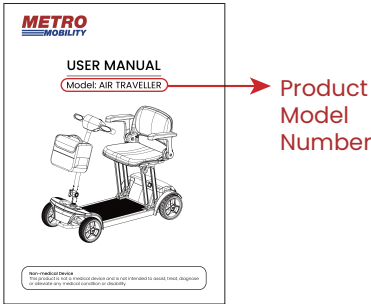 METRO
MOBILITY
USER MANUAL
Model: AIR TRAVELLER
Product
Model
Number
Non-medical Device
This product is not a medical device and is not intended to assist, treat, diagnose
or alleviate any medical condition or disability.